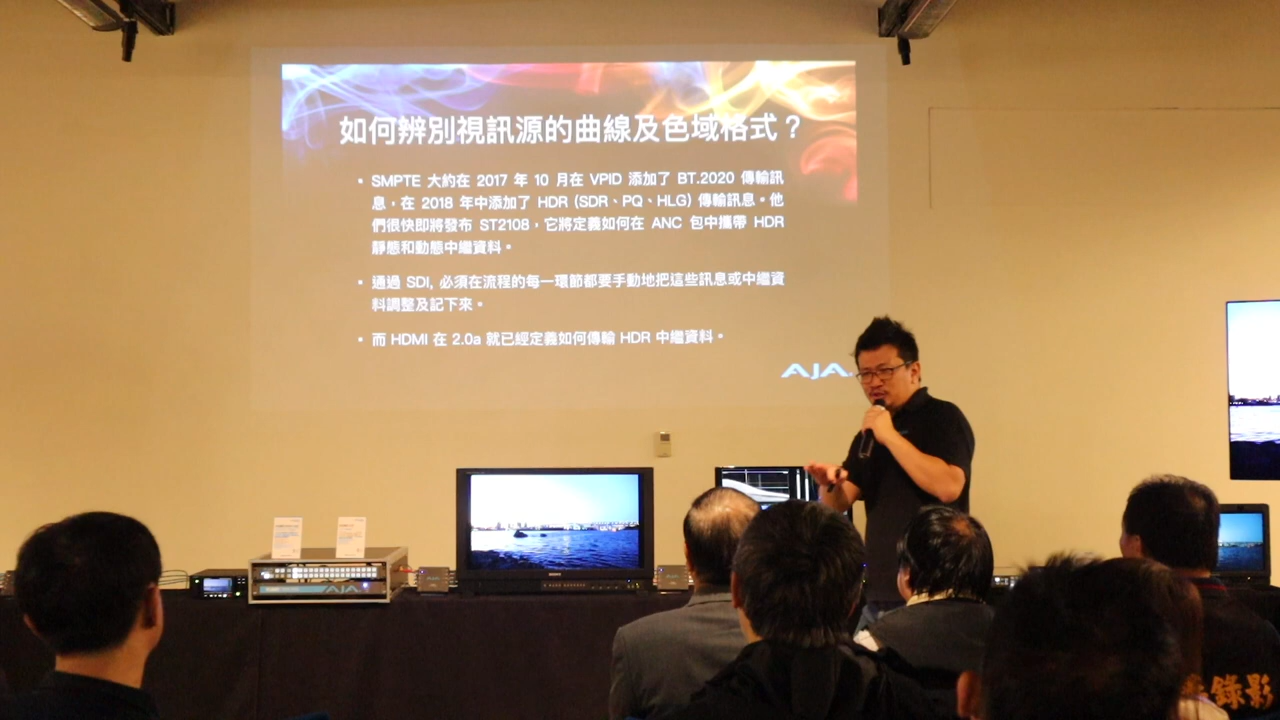 如何辨別視訊源的曲線及色域格式？
▪ SMPTE 大約在 2017 年 10 月在 VPID 添加了 BT.2020 傳輸訊
息，在 2018 年中添加了 HDR (SDR、PQ、HLG) 傳輸訊息。他
們很快即將發布 ST2108，它將定義如何在 ANC 包中攜帶 HDR
靜態和動態中繼資料。
▪ 通過 SDI, 必須在流程的每一環節都要手動地把這些訊息或中繼資
料調整及記下來。
▪ 而 HDMI 在 2.0a 就已經定義如何傳輸 HDR 中繼資料。
AJA
AJA
錄影